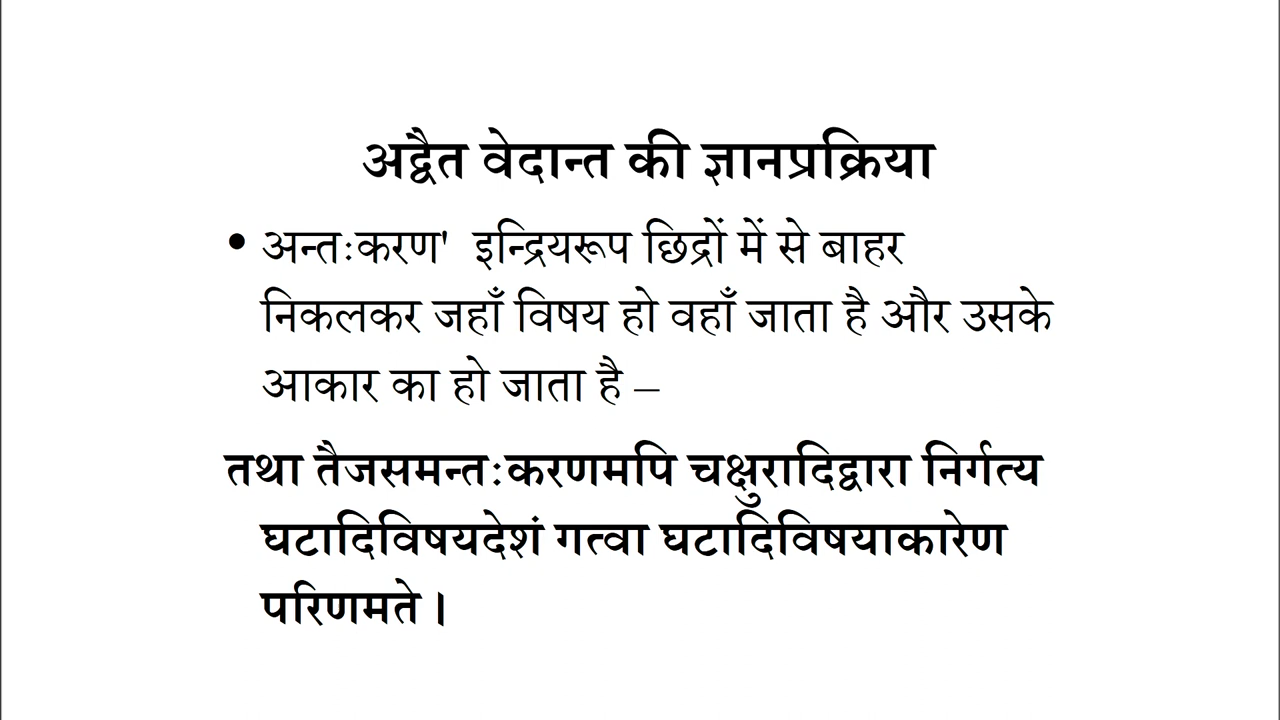 अद्वैत वेदान्त की ज्ञानप्रक्रिया
• अन्तःकरण'  इन्द्रियरूप छिद्रों में से बाहर
निकलकर जहाँ विषय हो वहाँ जाता है और उसके
आकार का हो जाता है –
तथा तैजसमन्तःकरणमपि चक्षुरादिद्वारा निर्गत्य
घटादिविषयदेशं गत्वा घटादिविषयाकारेण
परिणमते ।